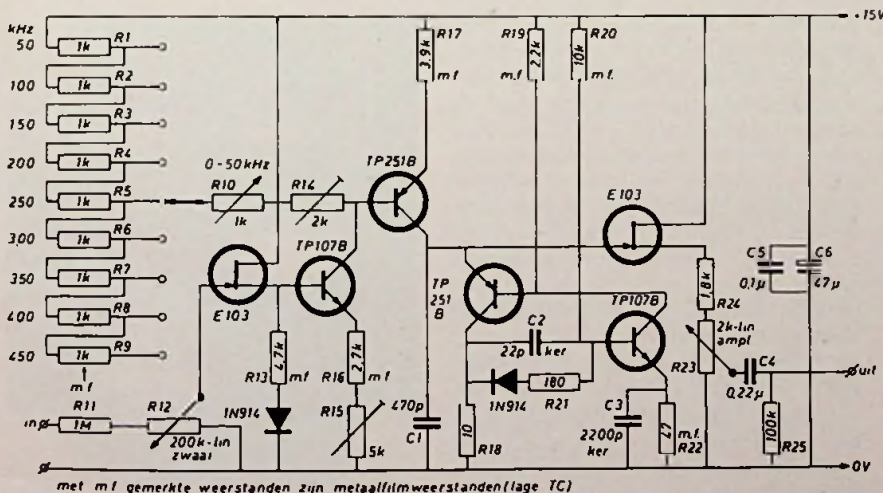 kHz
50 1k R1
100 1k R2
150 1k R3
200 1k R4
250 1k R5
300 1k R6
350 1k R7
400 1k R8
450 1k R9
m f
in R11 1M
R12 200k-lin
zwaai
0-50kHz
R10 1k
R14 2k
E103
TP107B
R13 4,7k m f
1N914
R16 2,7k m f
R15 5k
TP251B
R17 3,9k m f
470p
C1
TP
251
B
R19 2,2k m f
R20 10k m.f.
C2
22p ker
1N914 180
R21
10 R18
TP107B
C3
2200p
ker
47 m.f.
R22
E103
1,8k R24
2k-lin
ampl
R23
C4
0,22µ
100k R25
C5
0,1µ
C6
47µ
+15V
uit
0V
met m f gemerkte weerstanden zijn metaalfilmweerstanden (lage TC)